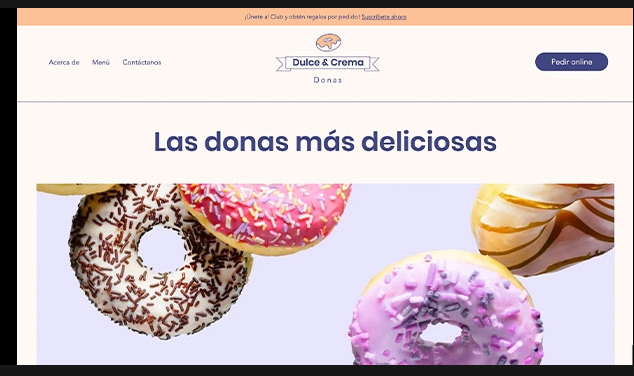 ¡Únete al Club y obtén regalos por pedido! Suscríbete ahora
Acerca de
Menú
Contáctanos
Dulce & Crema
Donas
Pedir online
Las donas más deliciosas